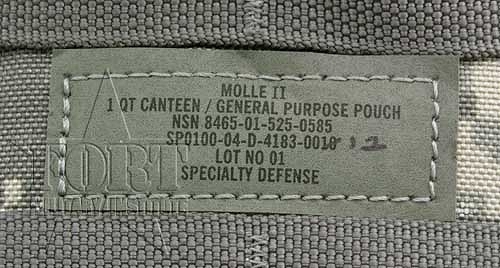 MOLLE II
1 QT CANTEEN / GENERAL PURPOSE POUCH
NSN 8465-01-525-0585
SP0100-04-D-4183-0010 12
LOT NO 01
SPECIALTY DEFENSE
FORT